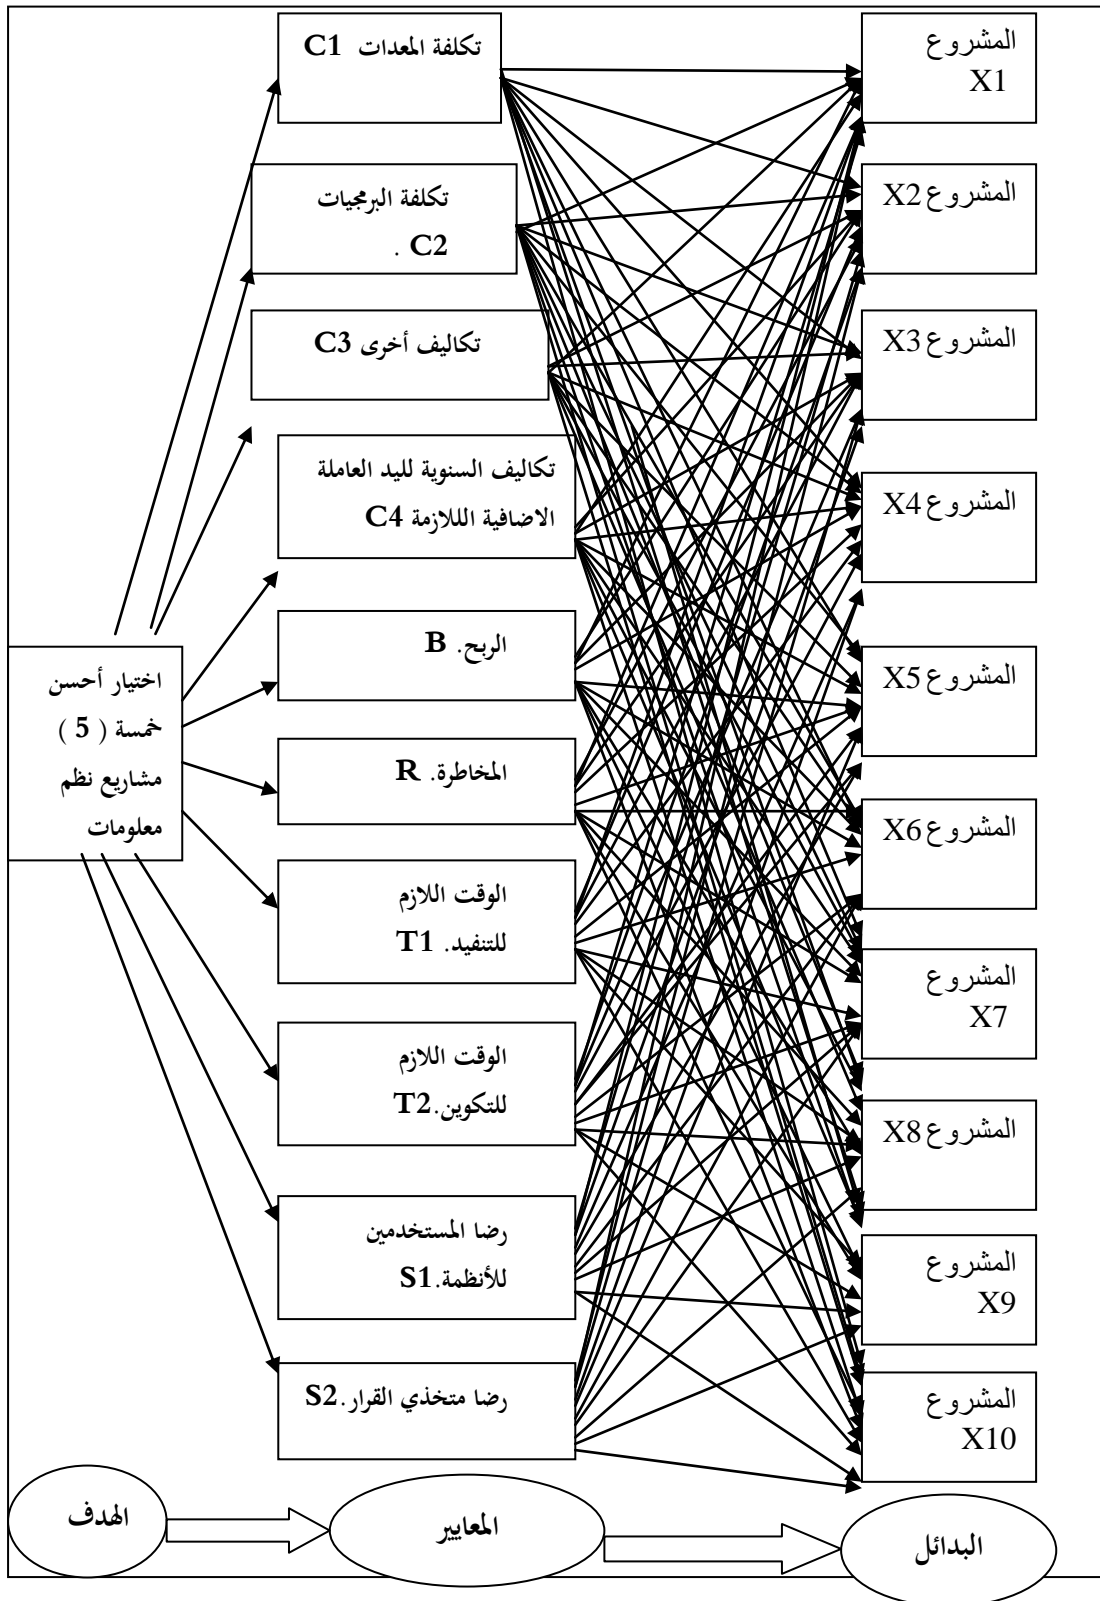 اختيار أحسن
خمسة ( 5 )
مشاريع نظم
معلومات
تكلفة المعدات C1
تكلفة البرمجيات
C2 .
تكاليف أخرى C3
تكاليف السنوية لليد العاملة
الاضافية الللازمة C4
الربح. B
المخاطرة. R
الوقت اللازم
للتنفيد. T1
الوقت اللازم
للتكوين.T2
رضا المستخدمين
للأنظمة.S1
رضا متخذي القرار.S2
المشروع
X1
المشروع X2
المشروع X3
المشروع X4
المشروع X5
المشروع X6
المشروع
X7
المشروع X8
المشروع
X9
المشروع
X10
الهدف
المعايير
البدائل